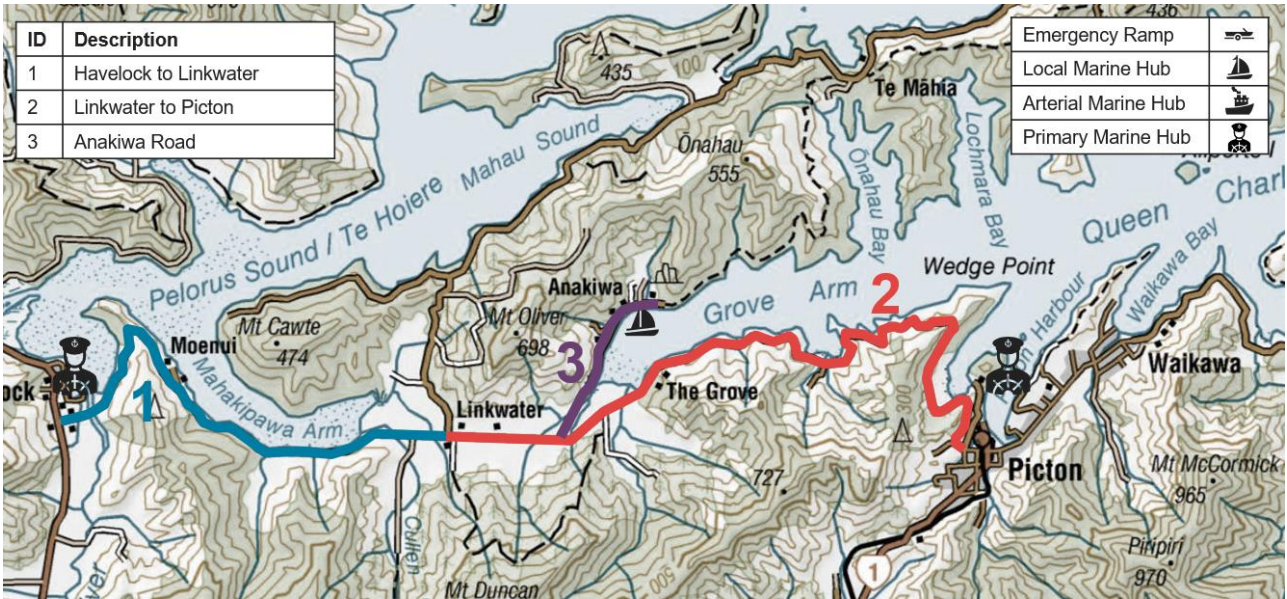 ID Description
1 Havelock to Linkwater
2 Linkwater to Picton
3 Anakiwa Road
Emergency Ramp
Local Marine Hub
Arterial Marine Hub
Primary Marine Hub
436
435
100
Te Māhia
Mahau Sound
Ōnahau
555
Lochmara Bay
Ōnahau Bay
Queen
Charl
Pelorus Sound / Te Hoiere
Wedge Point
Anakiwa
Grove Arm
2
Harbour
Waikawa Bay
Mt Cawte
474
Mt Oliver
698
Moenui
Mahakipawa Arm
ock
1
3
The Grove
Waikawa
Linkwater
727
Picton
Mt McCormick
965
Cullen
Piripiri
970
1
Mt Duncan
500
100